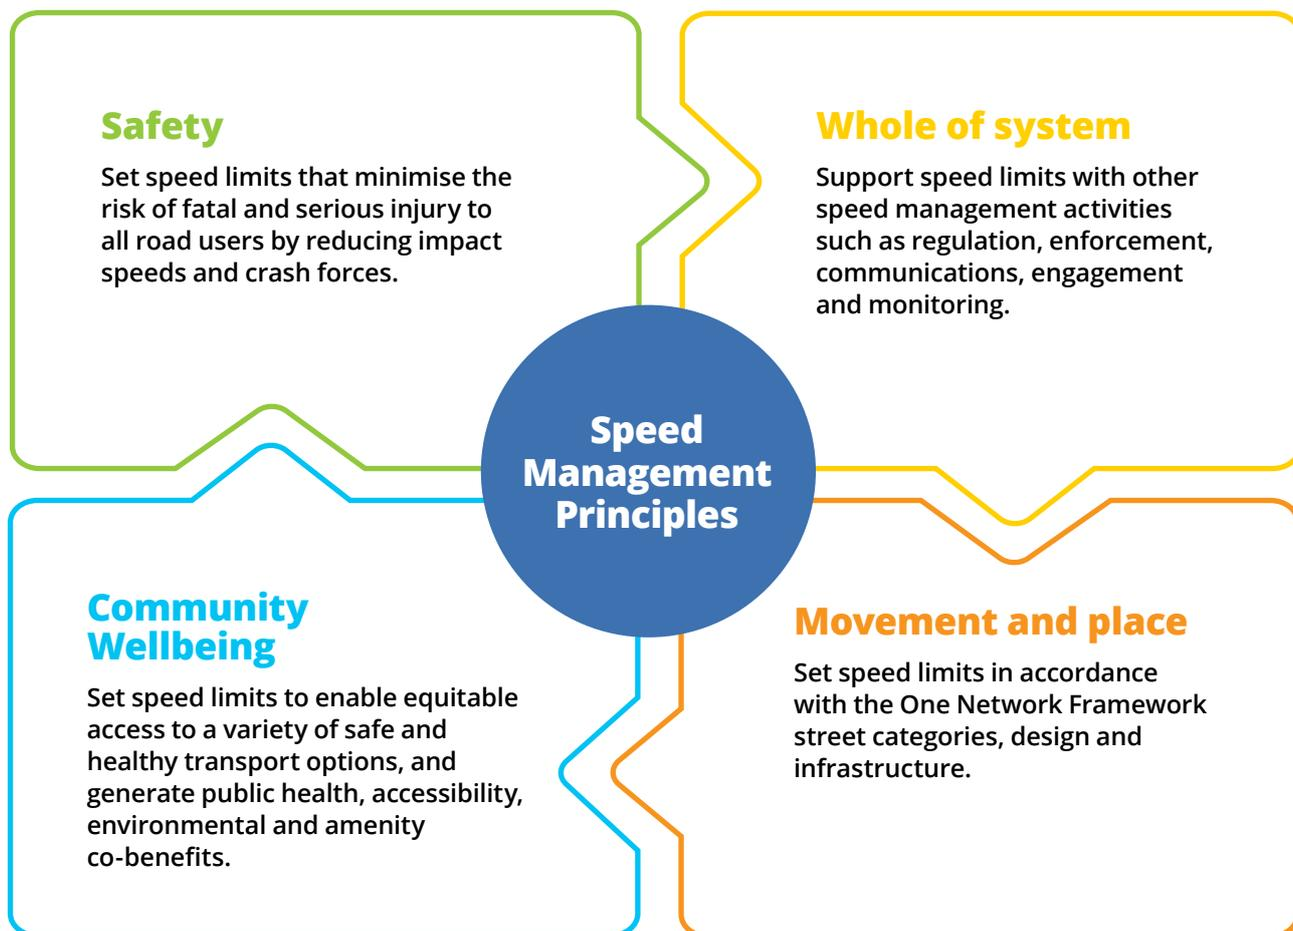 Safety
Set speed limits that minimise the
risk of fatal and serious injury to
all road users by reducing impact
speeds and crash forces.
Whole of system
Support speed limits with other
speed management activities
such as regulation, enforcement,
communications, engagement
and monitoring.
Speed
Management
Principles
Community
Wellbeing
Set speed limits to enable equitable
access to a variety of safe and
healthy transport options, and
generate public health, accessibility,
environmental and amenity
co-benefits.
Movement and place
Set speed limits in accordance
with the One Network Framework
street categories, design and
infrastructure.